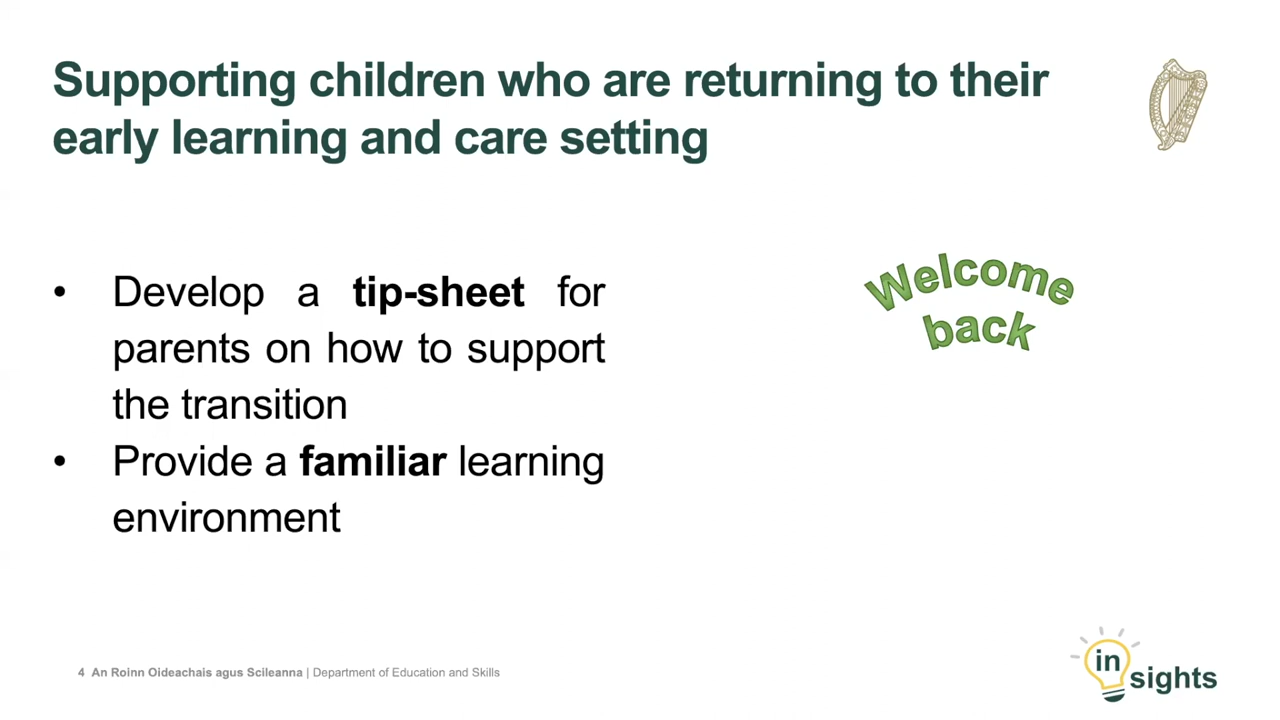 Supporting children who are returning to their
early learning and care setting
• Develop a tip-sheet for
parents on how to support
the transition
• Provide a familiar learning
environment
Welcome
back
4 An Roinn Oideachais agus Scileanna | Department of Education and Skills
in
sights